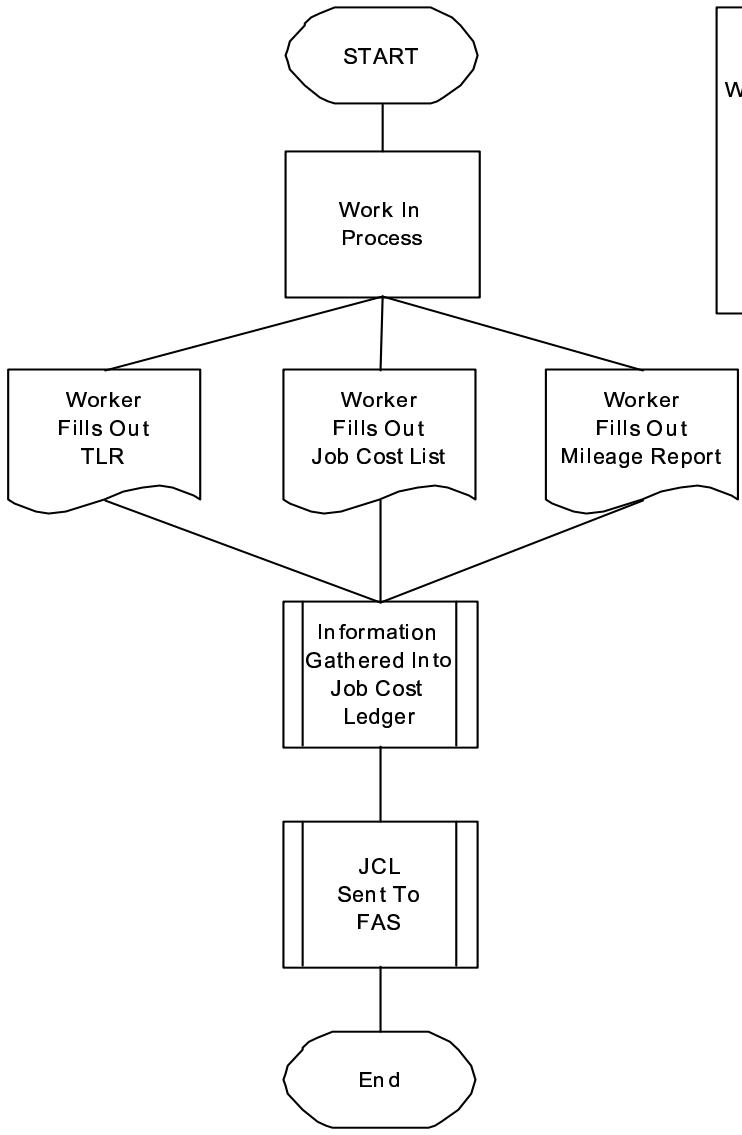 START
W
Work In
Process
Worker
Fills Out
TLR
Worker
Fills Out
Job Cost List
Worker
Fills Out
Mileage Report
Information
Gathered Into
Job Cost
Ledger
JCL
Sent To
FAS
End